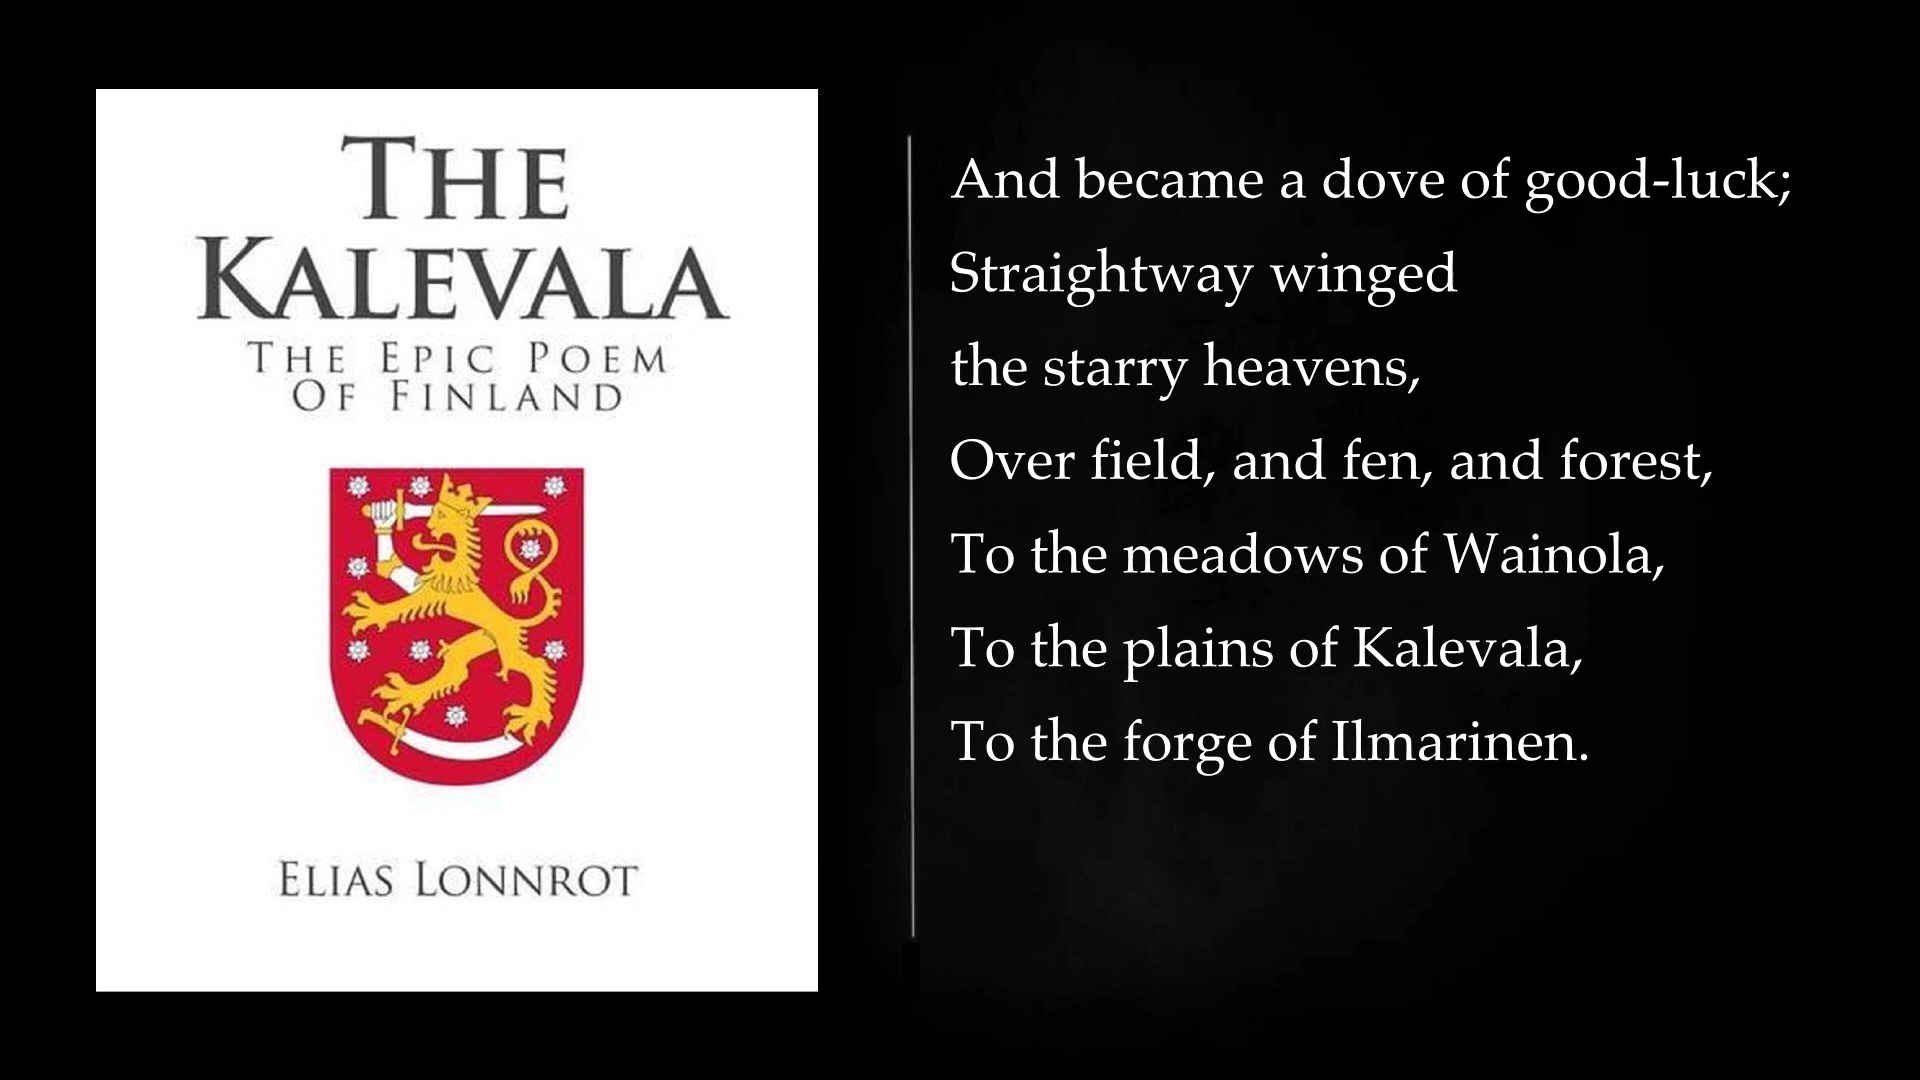 THE
KALEVALA
THE EPIC POEM
OF FINLAND
ELIAS LONNROT
And became a dove of good-luck;
Straightway winged
the starry heavens,
Over field, and fen, and forest,
To the meadows of Wainola,
To the plains of Kalevala,
To the forge of Ilmarinen.